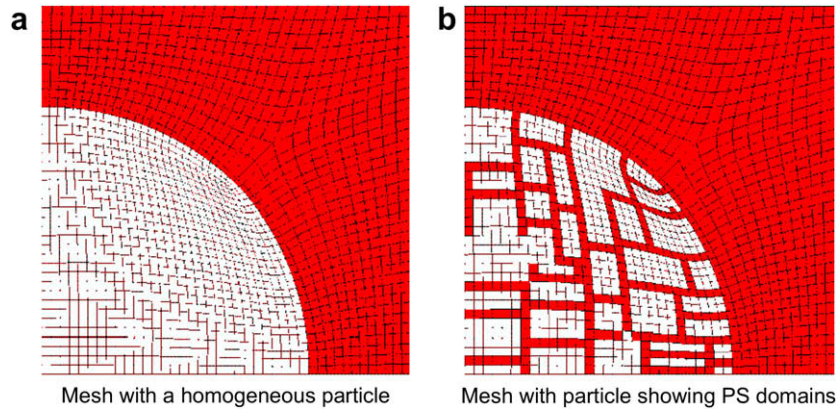 a
b
Mesh with a homogeneous particle
Mesh with particle showing PS domains